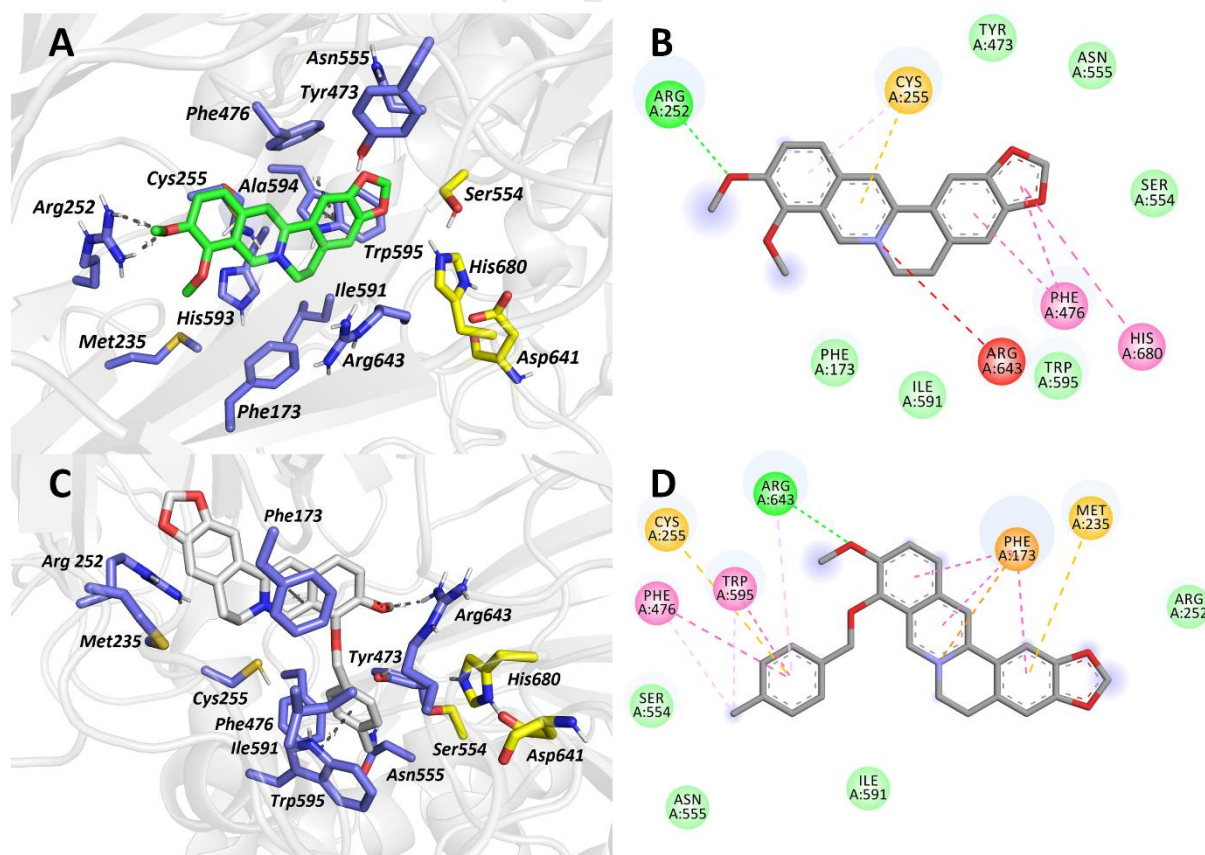 A
Asn555
Tyr473
Phe476
Cys255
Ala594
Ser554
Arg252
Trp595
His680
Ile591
His593
Met235
Arg643
Asp641
Phe173
B
TYR
A:473
ASN
A:555
CYS
A:255
ARG
A:252
SER
A:554
PHE
A:476
HIS
A:680
PHE
A:173
ARG
A:643
TRP
A:595
ILE
A:591
C
Phe173
Arg 252
Arg643
Met235
Tyr473
Cys255
His680
Phe476
Ile591
Ser554
Asp641
Asn555
Trp595
D
ARG
A:643
CYS
A:255
MET
A:235
PHE
A:173
TRP
A:595
PHE
A:476
ARG
A:252
SER
A:554
ILE
A:591
ASN
A:555